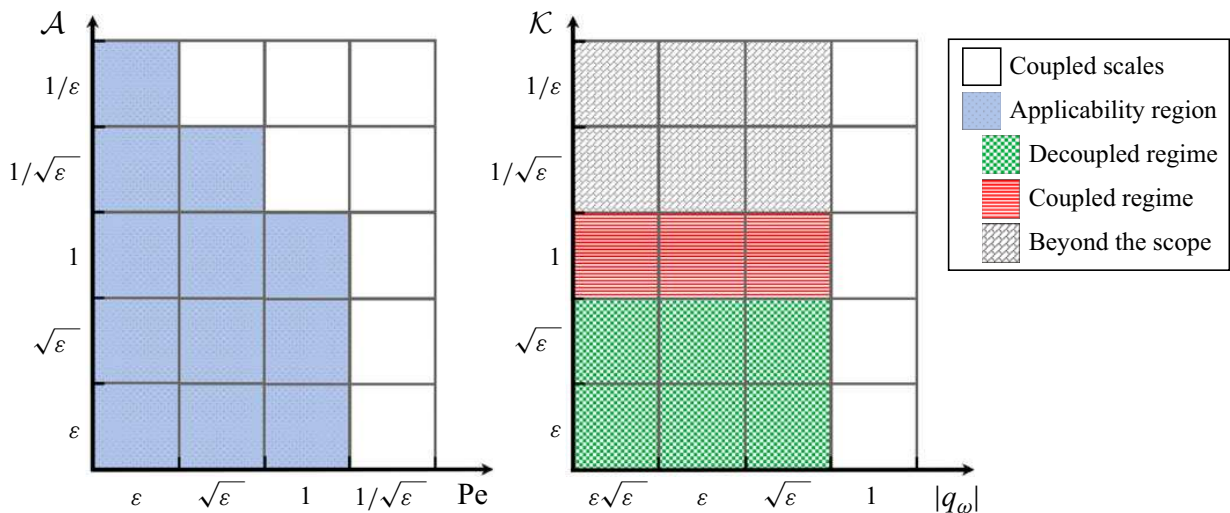 𝒜
1/ε
1/√ε
1
√ε
ε
ε √ε 1 1/√ε Pe
𝒦
1/ε
1/√ε
1
√ε
ε
ε√ε ε √ε 1 |q_ω|
Coupled scales
Applicability region
Decoupled regime
Coupled regime
Beyond the scope